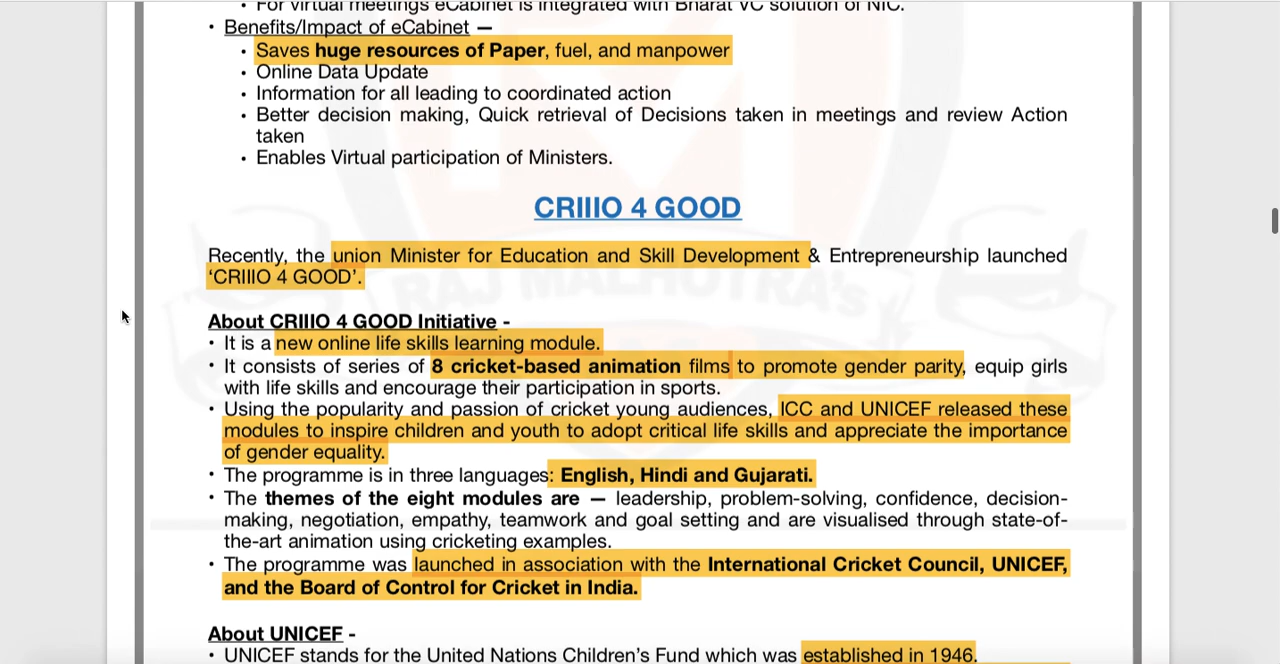 • For virtual meetings eCabinet is integrated with Bharat VC solution of NIC.
• Benefits/Impact of eCabinet —
• Saves huge resources of Paper, fuel, and manpower
• Online Data Update
• Information for all leading to coordinated action
• Better decision making, Quick retrieval of Decisions taken in meetings and review Action
taken
• Enables Virtual participation of Ministers.
CRIIIO 4 GOOD
Recently, the union Minister for Education and Skill Development & Entrepreneurship launched
‘CRIIIO 4 GOOD’.
About CRIIIO 4 GOOD Initiative -
• It is a new online life skills learning module.
• It consists of series of 8 cricket-based animation films to promote gender parity, equip girls
with life skills and encourage their participation in sports.
• Using the popularity and passion of cricket young audiences, ICC and UNICEF released these
modules to inspire children and youth to adopt critical life skills and appreciate the importance
of gender equality.
• The programme is in three languages: English, Hindi and Gujarati.
• The themes of the eight modules are — leadership, problem-solving, confidence, decision-
making, negotiation, empathy, teamwork and goal setting and are visualised through state-of-
the-art animation using cricketing examples.
• The programme was launched in association with the International Cricket Council, UNICEF,
and the Board of Control for Cricket in India.
About UNICEF -
• UNICEF stands for the United Nations Children’s Fund which was established in 1946.
RAJ MALHOTRA's